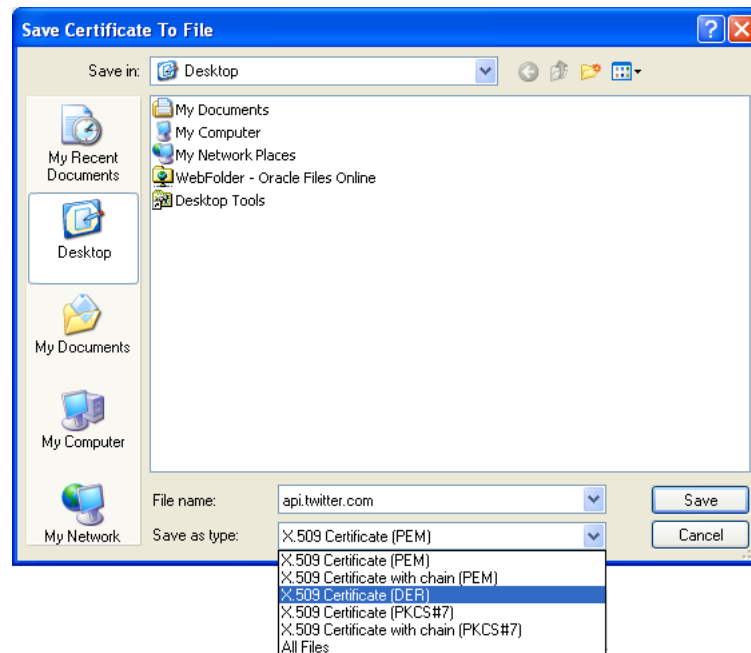 Save Certificate To File
Save in:
Desktop
My Recent
Documents
Desktop
My Documents
My Computer
My Network
My Documents
My Computer
My Network Places
WebFolder - Oracle Files Online
Desktop Tools
File name:
api.twitter.com
Save
Save as type:
X.509 Certificate (PEM)
Cancel
X.509 Certificate (PEM)
X.509 Certificate with chain (PEM)
X.509 Certificate (DER)
X.509 Certificate (PKCS#7)
X.509 Certificate with chain (PKCS#7)
All Files